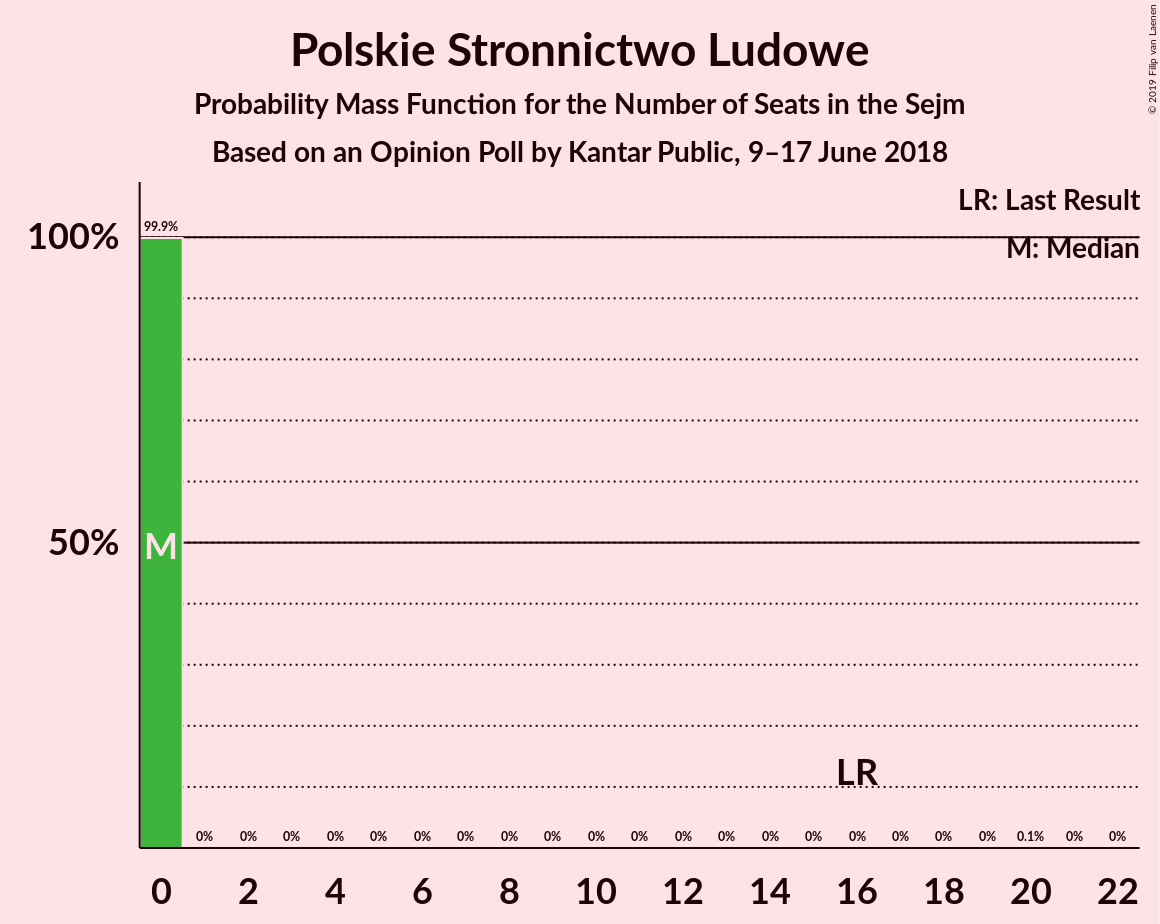 Polskie Stronnictwo Ludowe
Probability Mass Function for the Number of Seats in the Sejm
Based on an Opinion Poll by Kantar Public, 9–17 June 2018
© 2019 Filip van Laenen
LR: Last Result
M: Median
99.9%
100%
50%
M
LR
0% 0% 0% 0% 0% 0% 0% 0% 0% 0% 0% 0% 0% 0% 0% 0% 0% 0% 0% 0.1% 0% 0%
0 2 4 6 8 10 12 14 16 18 20 22